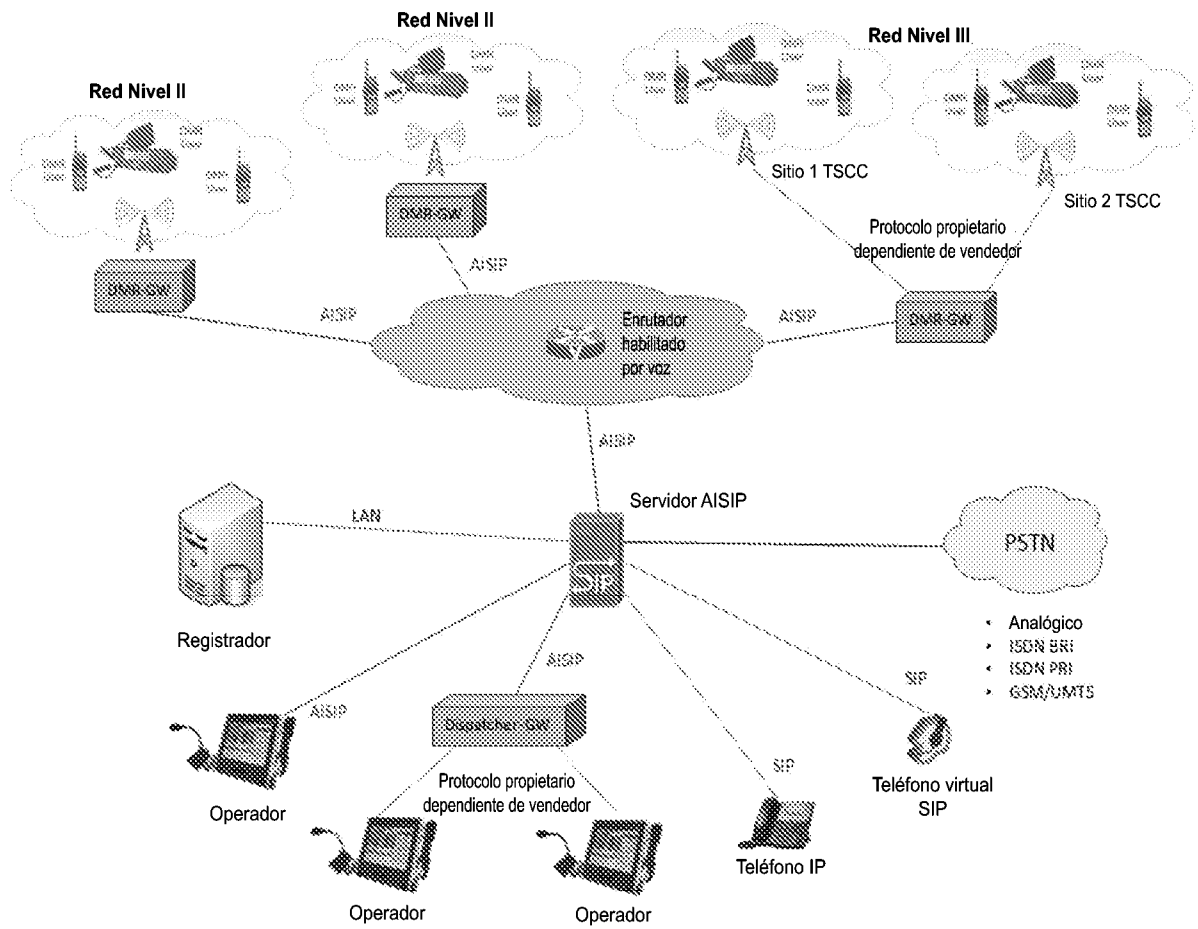 Red Nivel II
Red Nivel III
Red Nivel II
Sitio 1 TSCC
Sitio 2 TSCC
DMR-GW
Protocolo propietario
dependiente de vendedor
AISIP
DMR-GW
AISIP
Enrutador
habilitado
por voz
AISIP
DMR-GW
AISIP
Servidor AISIP
LAN
PSTN
SIP
Registrador
Analógico
ISDN BRI
ISDN PRI
GSM/UMTS
AISIP
SIP
AISIP
Dispatcher-GW
Protocolo propietario
dependiente de vendedor
SIP
Teléfono virtual
SIP
Operador
Teléfono IP
Operador
Operador